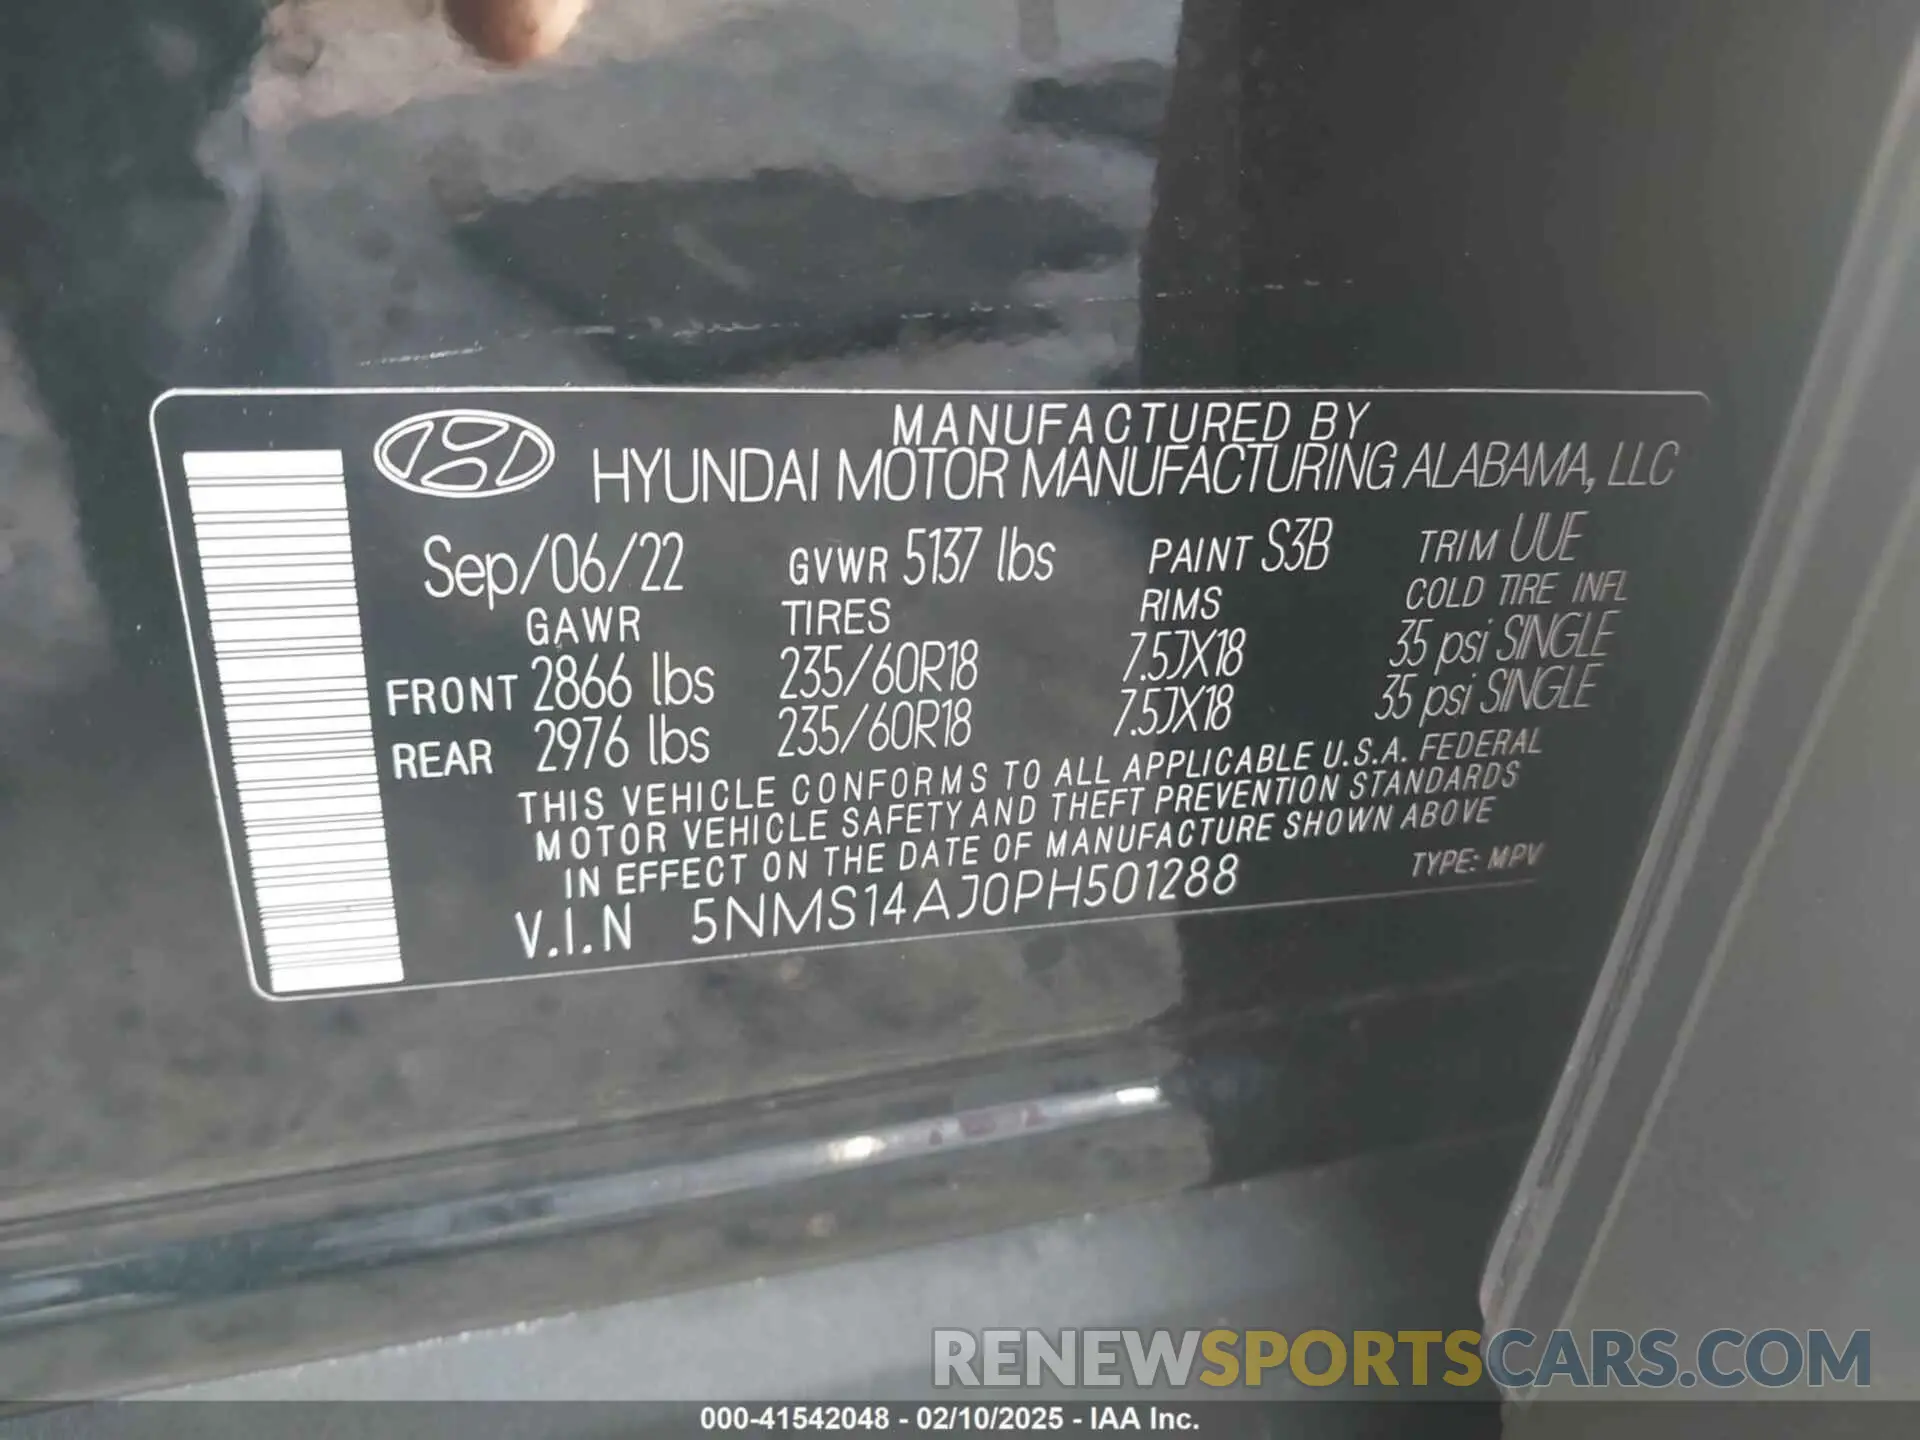 MANUFACTURED BY
HYUNDAI MOTOR MANUFACTURING ALABAMA, LLC
Sep/06/22 GVWR 5137 lbs PAINT S3B TRIM UUE
GAWR TIRES RIMS COLD TIRE INFL
FRONT 2866 lbs 235/60R18 7.5JX18 35 psi SINGLE
REAR 2976 lbs 235/60R18 7.5JX18 35 psi SINGLE
THIS VEHICLE CONFORMS TO ALL APPLICABLE U.S.A. FEDERAL
MOTOR VEHICLE SAFETY AND THEFT PREVENTION STANDARDS
IN EFFECT ON THE DATE OF MANUFACTURE SHOWN ABOVE
V.I.N 5NMS14AJ0PH501288 TYPE: MPV
RENEWSPORTSCARS.COM
000-41542048 - 02/10/2025 - IAA Inc.